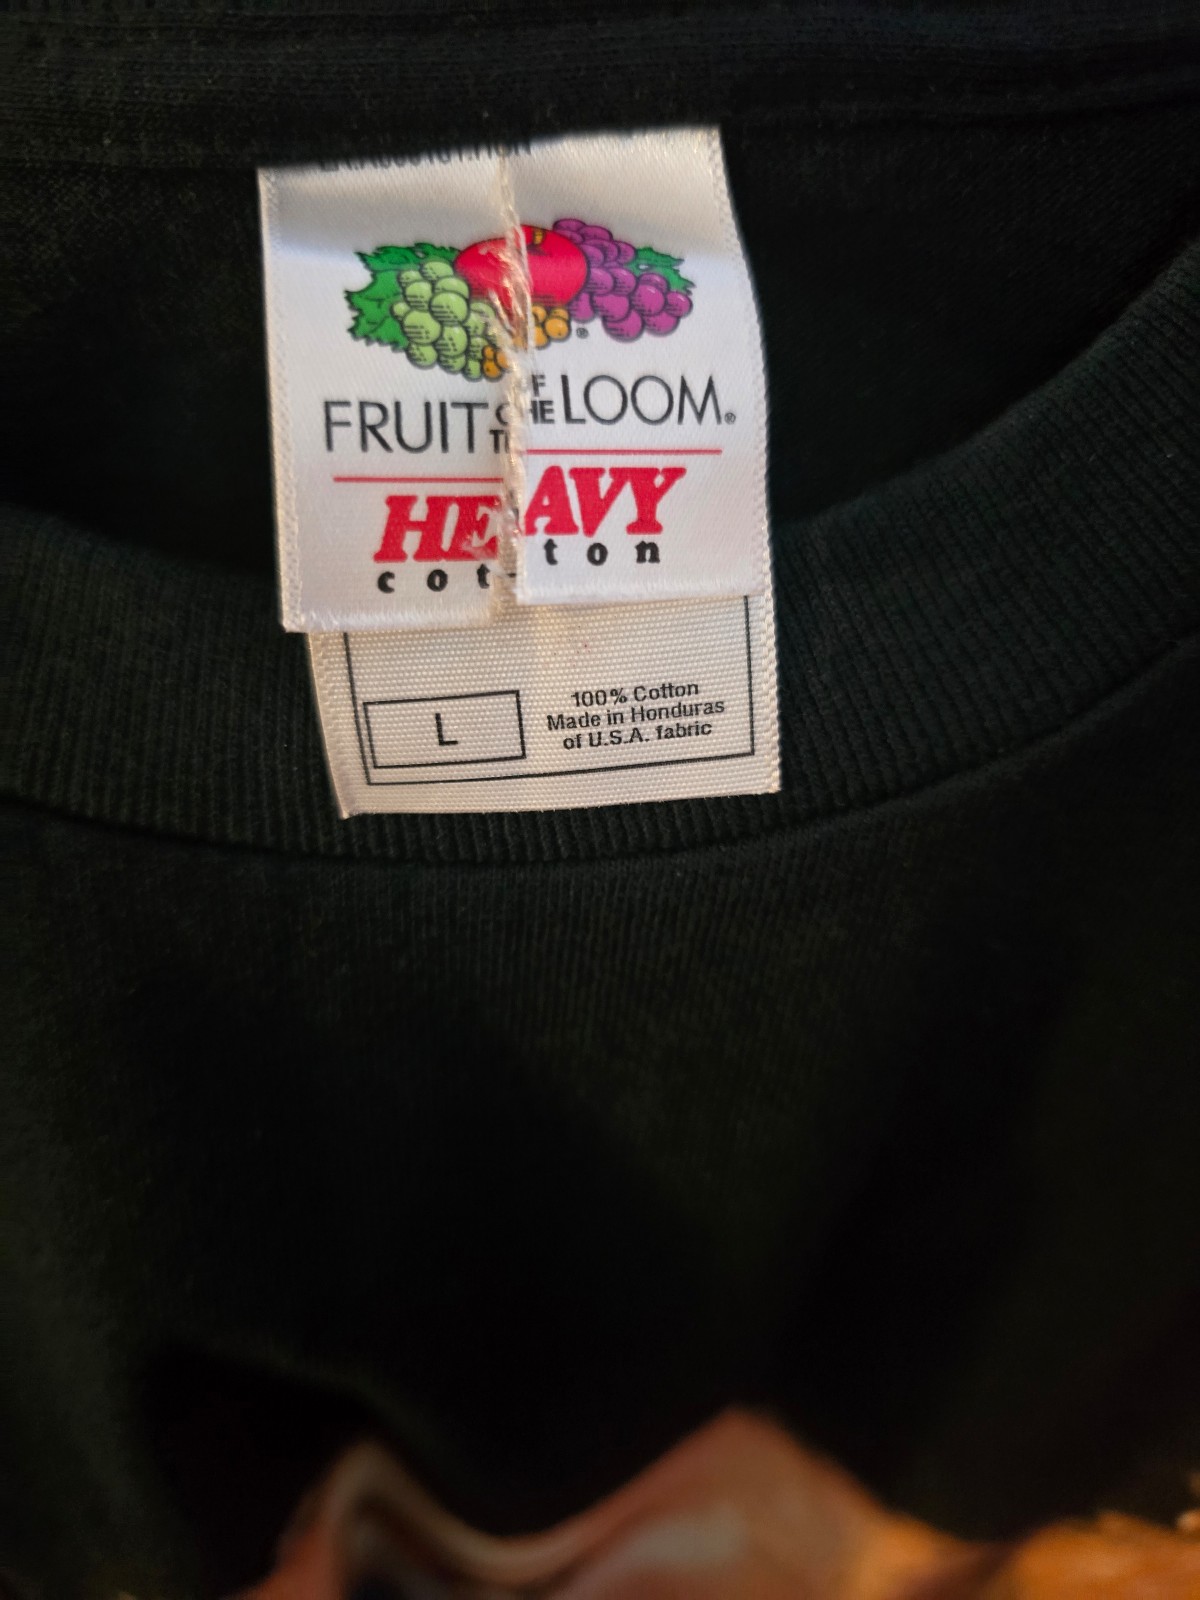 FRUIT OF THE LOOM®
HEAVY
cotton
L
100% Cotton
Made in Honduras
of U.S.A. fabric